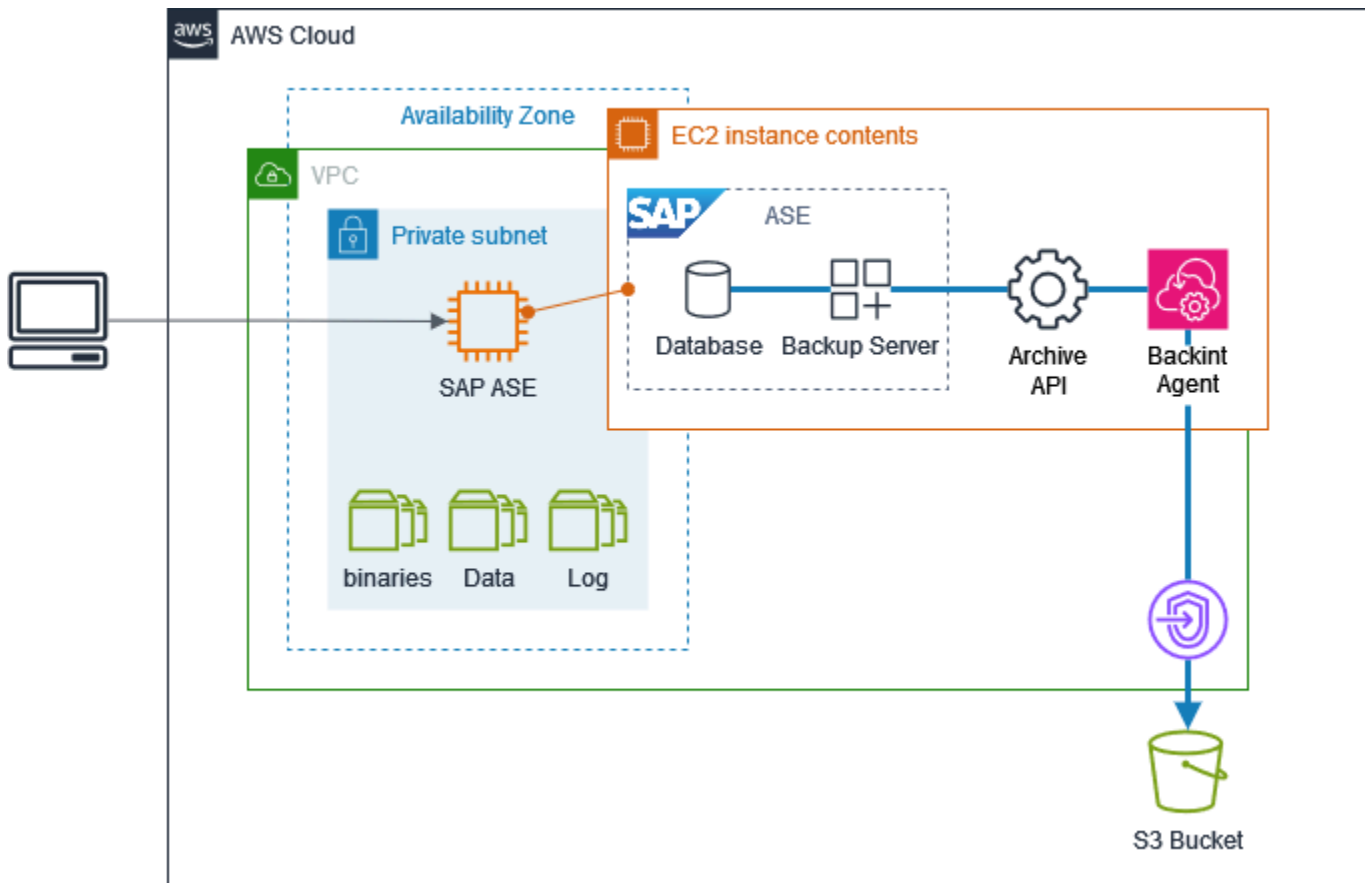 aws
AWS Cloud
Availability Zone
EC2 instance contents
VPC
SAP
ASE
Private subnet
Database
Backup Server
Archive
API
Backint
Agent
SAP ASE
binaries
Data
Log
S3 Bucket